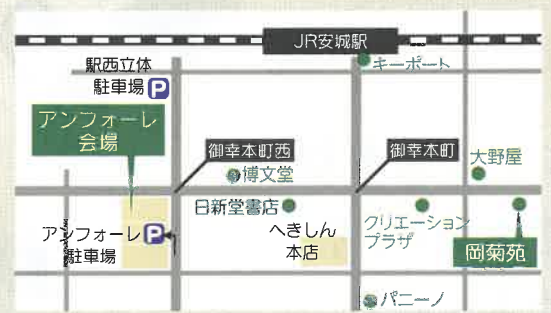 JR安城駅
キーポート
駅西立体
駐車場 P
アンフォーレ
会場
御幸本町西
御幸本町
大野屋
博文堂
日新堂書店
アンフォーレ P
駐車場
へきしん
本店
クリエーション
プラザ
岡菊苑
パニーノ